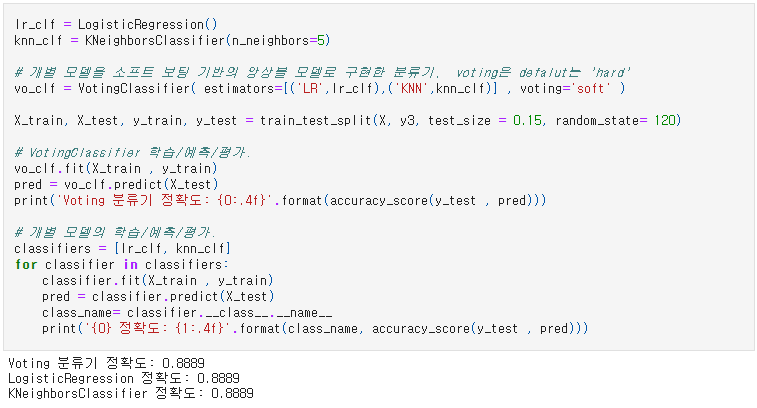 lr_clf = LogisticRegression()
knn_clf = KNeighborsClassifier(n_neighbors=5)
# 개별 모델을 소프트 보팅 기반의 앙상블 모델로 구현한 분류기. voting은 defalut는 'hard'
vo_clf = VotingClassifier( estimators=[('LR',lr_clf),('KNN',knn_clf)] , voting='soft' )
X_train, X_test, y_train, y_test = train_test_split(X, y3, test_size = 0.15, random_state= 120)
# VotingClassifier 학습/예측/평가.
vo_clf.fit(X_train , y_train)
pred = vo_clf.predict(X_test)
print('Voting 분류기 정확도: {0:.4f}'.format(accuracy_score(y_test , pred)))
# 개별 모델의 학습/예측/평가.
classifiers = [lr_clf, knn_clf]
for classifier in classifiers:
    classifier.fit(X_train , y_train)
    pred = classifier.predict(X_test)
    class_name= classifier.__class__.__name__
    print('{0} 정확도: {1:.4f}'.format(class_name, accuracy_score(y_test , pred)))
Voting 분류기 정확도: 0.8889
LogisticRegression 정확도: 0.8889
KNeighborsClassifier 정확도: 0.8889